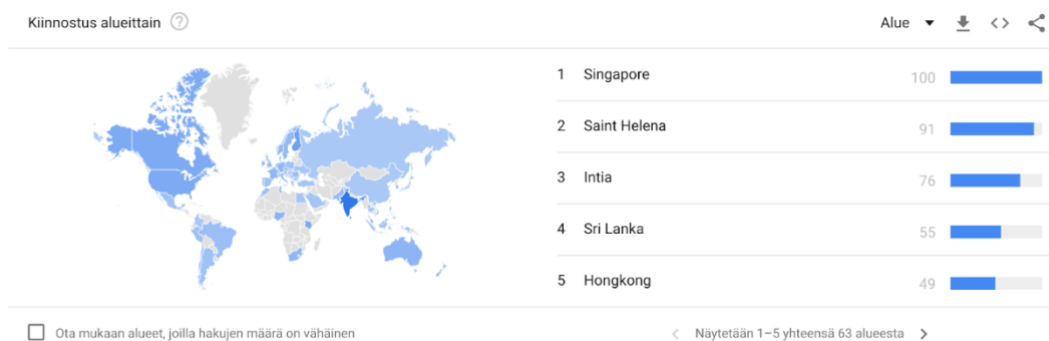 Kiinnostus alueittain ?
Alue
1 Singapore 100
2 Saint Helena 91
3 Intia 76
4 Sri Lanka 55
5 Hongkong 49
Ota mukaan alueet, joilla hakujen määrä on vähäinen
Näytetään 1–5 yhteensä 63 alueesta